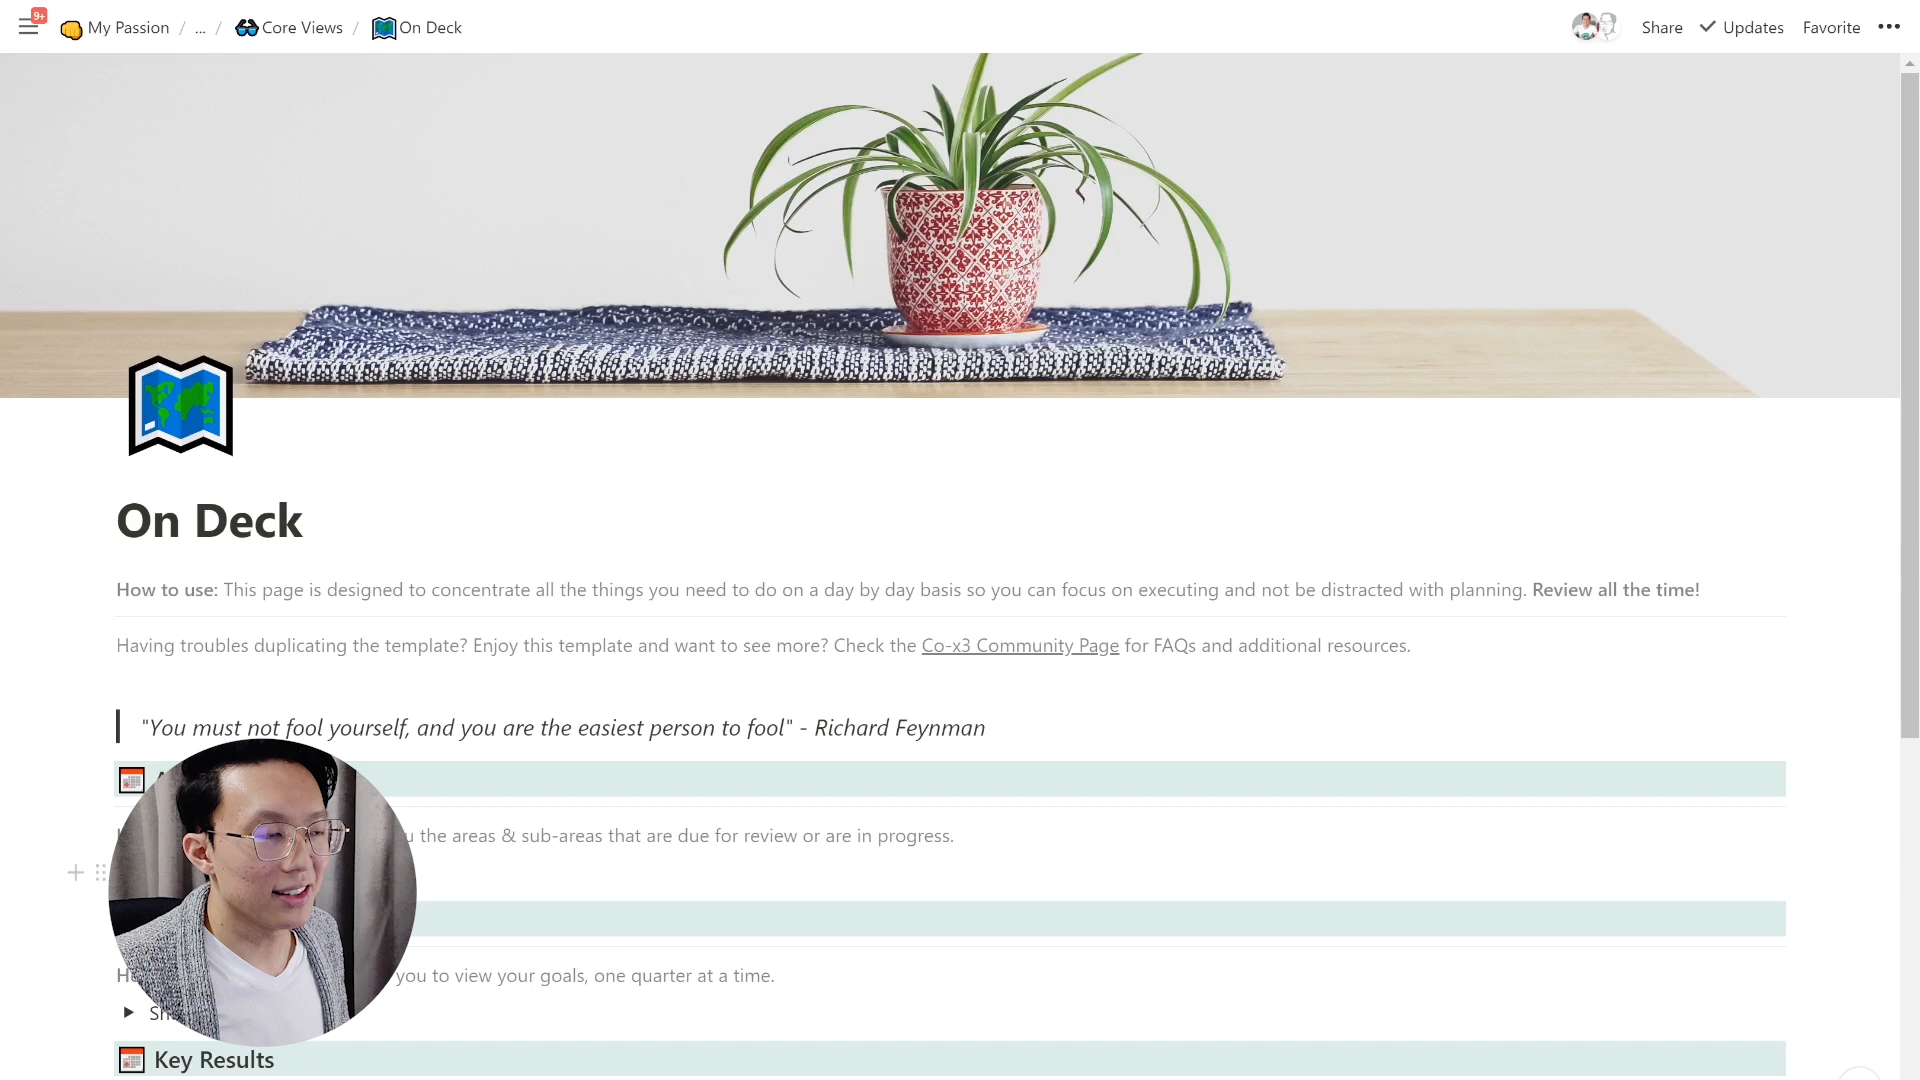 9+
My Passion / ... / Core Views / On Deck
Share Updates Favorite
On Deck
How to use: This page is designed to concentrate all the things you need to do on a day by day basis so you can focus on executing and not be distracted with planning. Review all the time!
Having troubles duplicating the template? Enjoy this template and want to see more? Check the Co-x3 Community Page for FAQs and additional resources.
"You must not fool yourself, and you are the easiest person to fool" - Richard Feynman
the areas & sub-areas that are due for review or are in progress.
you to view your goals, one quarter at a time.
Key Results